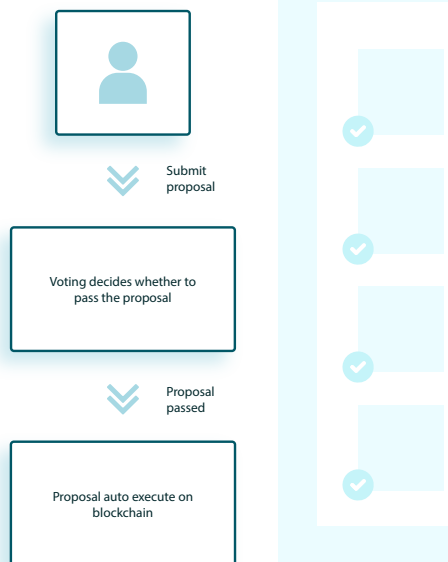 Submit
proposal
Voting decides whether to
pass the proposal
Proposal
passed
Proposal auto execute on
blockchain